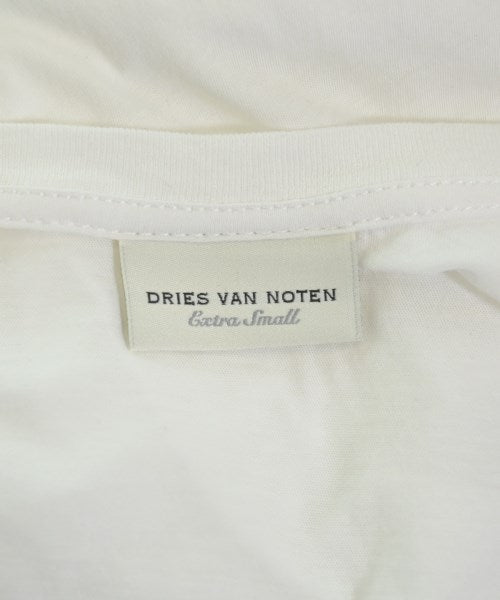 DRIES VAN NOTEN
Extra Small